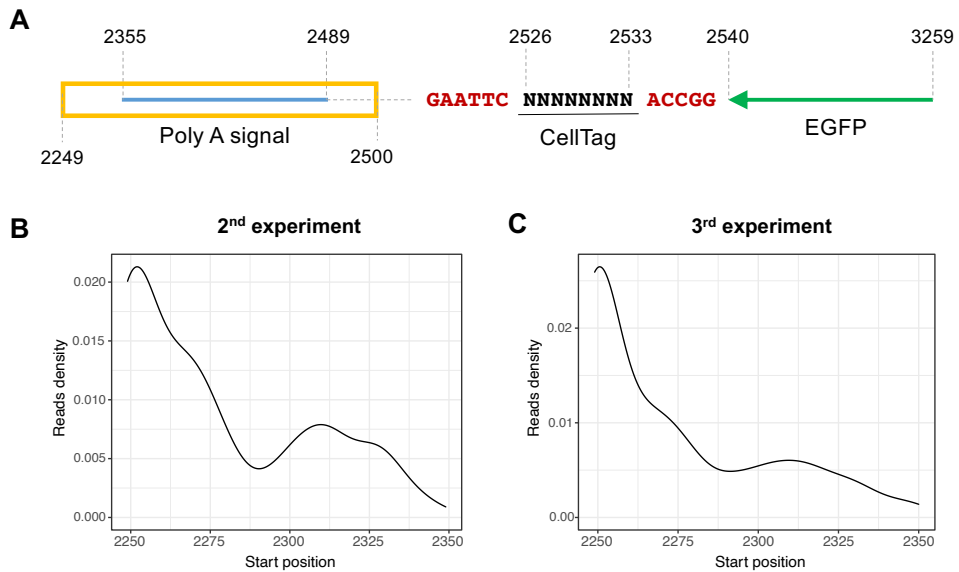 A
2355 2489 2526 2533 2540 3259
GAATTC NNNNNNNN ACCGG
Poly A signal CellTag EGFP
2249 2500
B 2nd experiment
0.020
0.015
0.010
0.005
0.000
Reads density
2250 2275 2300 2325 2350
Start position
C 3rd experiment
0.02
0.01
0.00
Reads density
2250 2275 2300 2325 2350
Start position